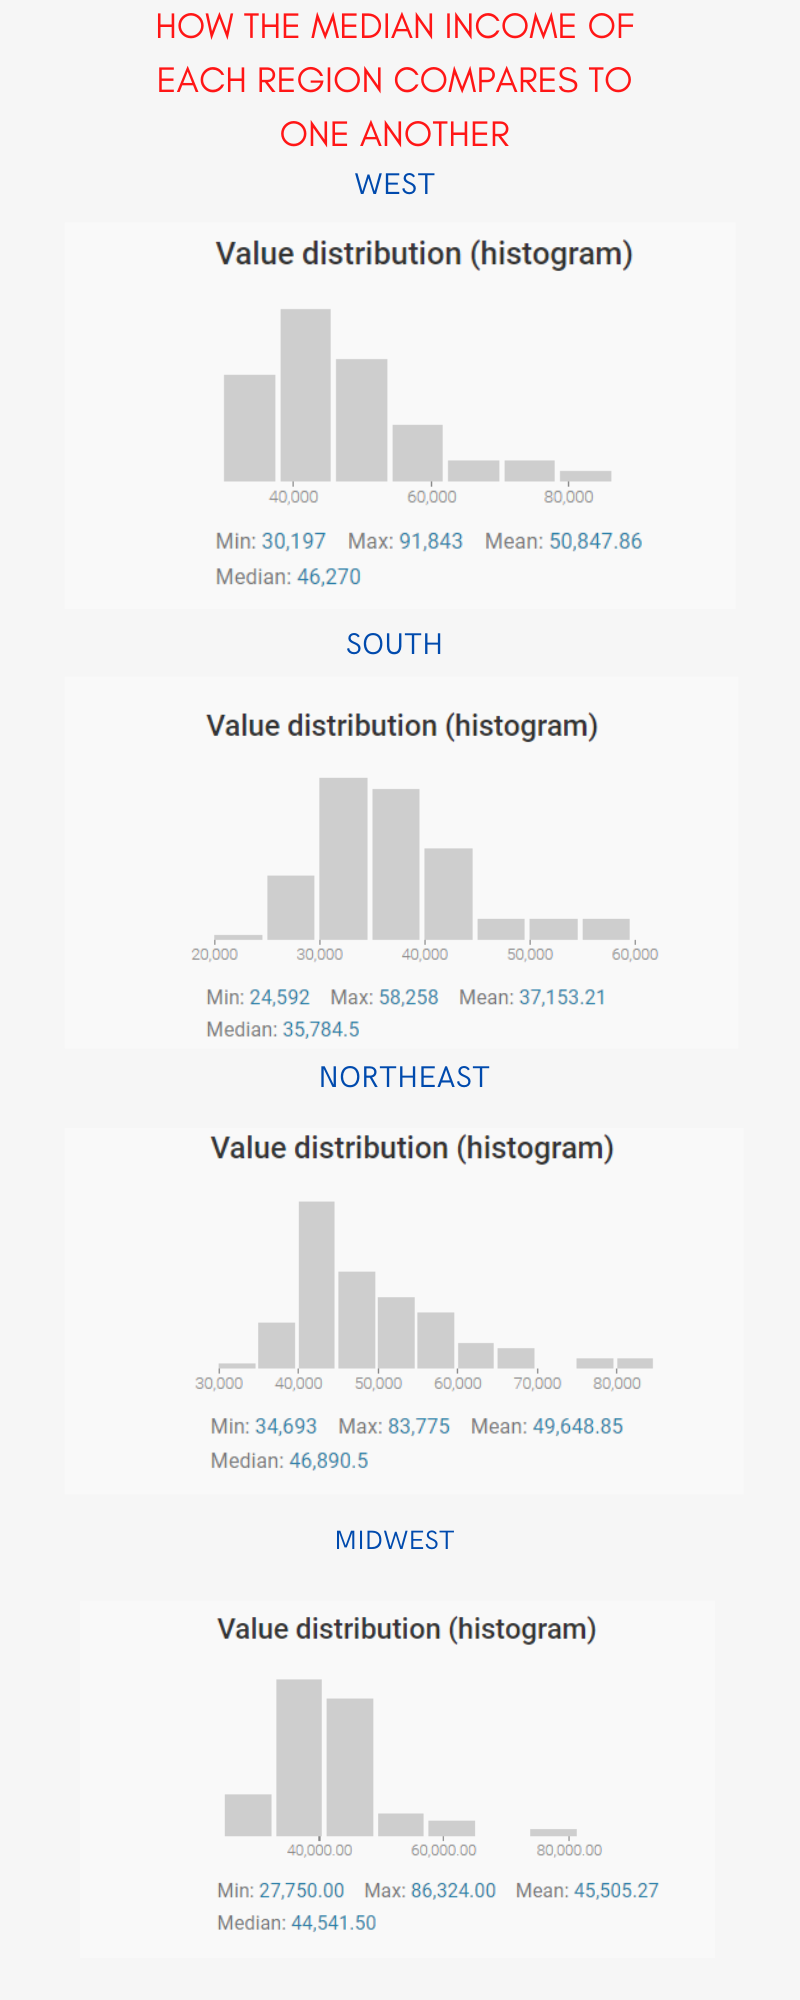 HOW THE MEDIAN INCOME OF
EACH REGION COMPARES TO
ONE ANOTHER
WEST
Value distribution (histogram)
40,000 60,000 80,000
Min: 30,197 Max: 91,843 Mean: 50,847.86
Median: 46,270
SOUTH
Value distribution (histogram)
20,000 30,000 40,000 50,000 60,000
Min: 24,592 Max: 58,258 Mean: 37,153.21
Median: 35,784.5
NORTHEAST
Value distribution (histogram)
30,000 40,000 50,000 60,000 70,000 80,000
Min: 34,693 Max: 83,775 Mean: 49,648.85
Median: 46,890.5
MIDWEST
Value distribution (histogram)
40,000.00 60,000.00 80,000.00
Min: 27,750.00 Max: 86,324.00 Mean: 45,505.27
Median: 44,541.50